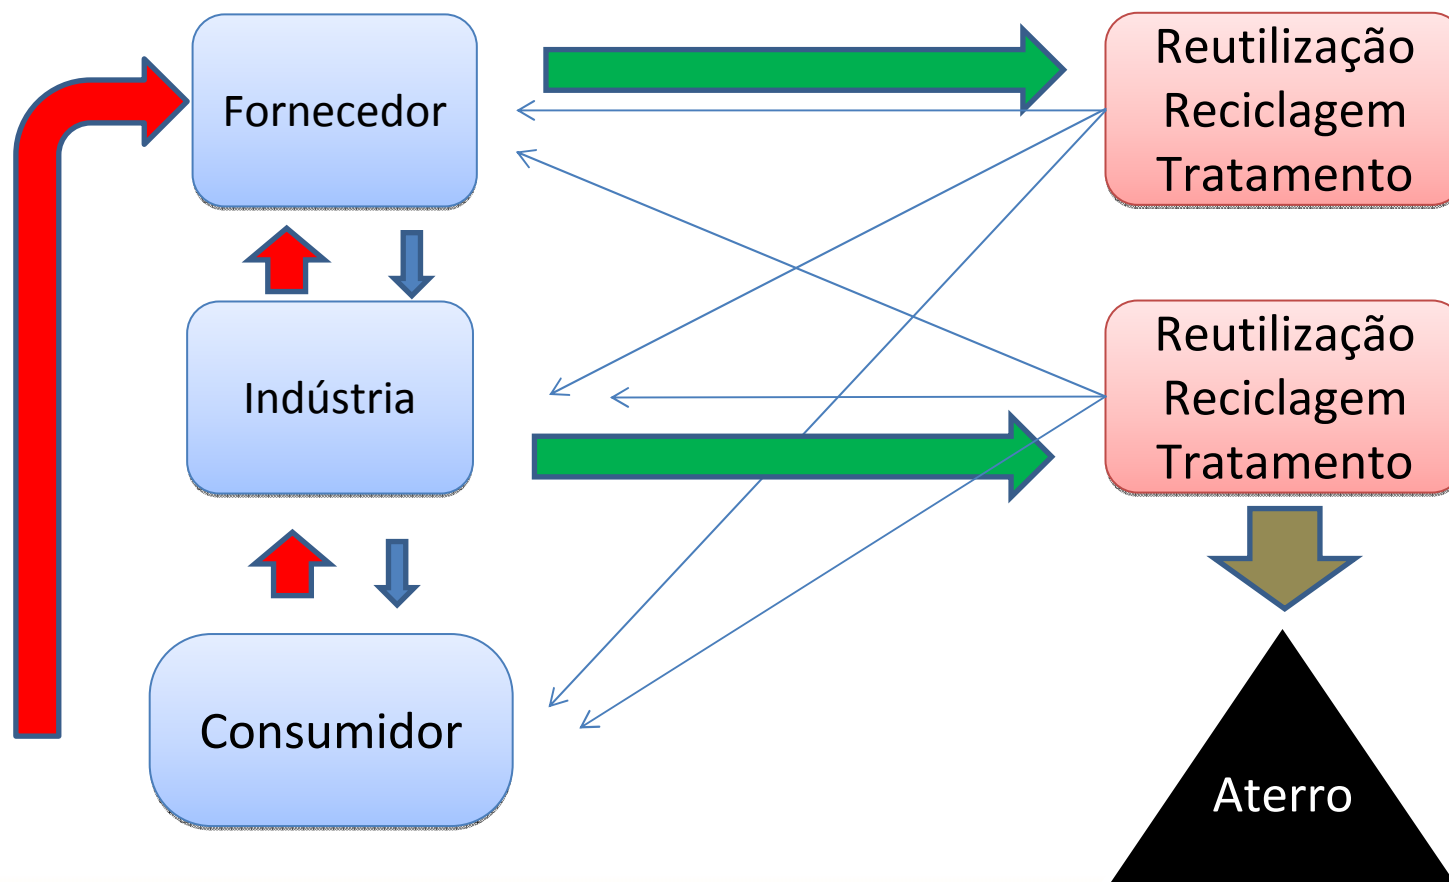 Fornecedor
Reutilização
Reciclagem
Tratamento
Indústria
Reutilização
Reciclagem
Tratamento
Consumidor
Aterro